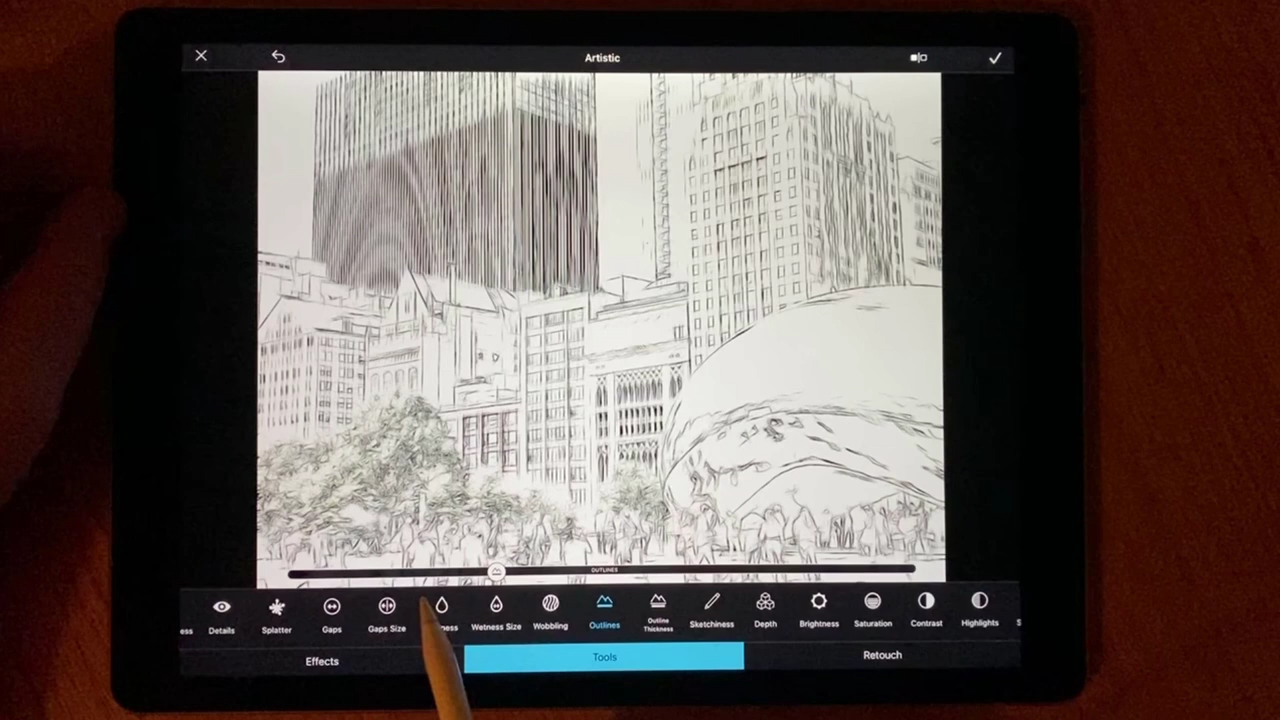 Artistic
OUTLINES
ess Details Splatter Gaps Gaps Size ness Wetness Size Wobbling Outlines Outline Thickness Sketchiness Depth Brightness Saturation Contrast Highlights S
Effects Tools Retouch